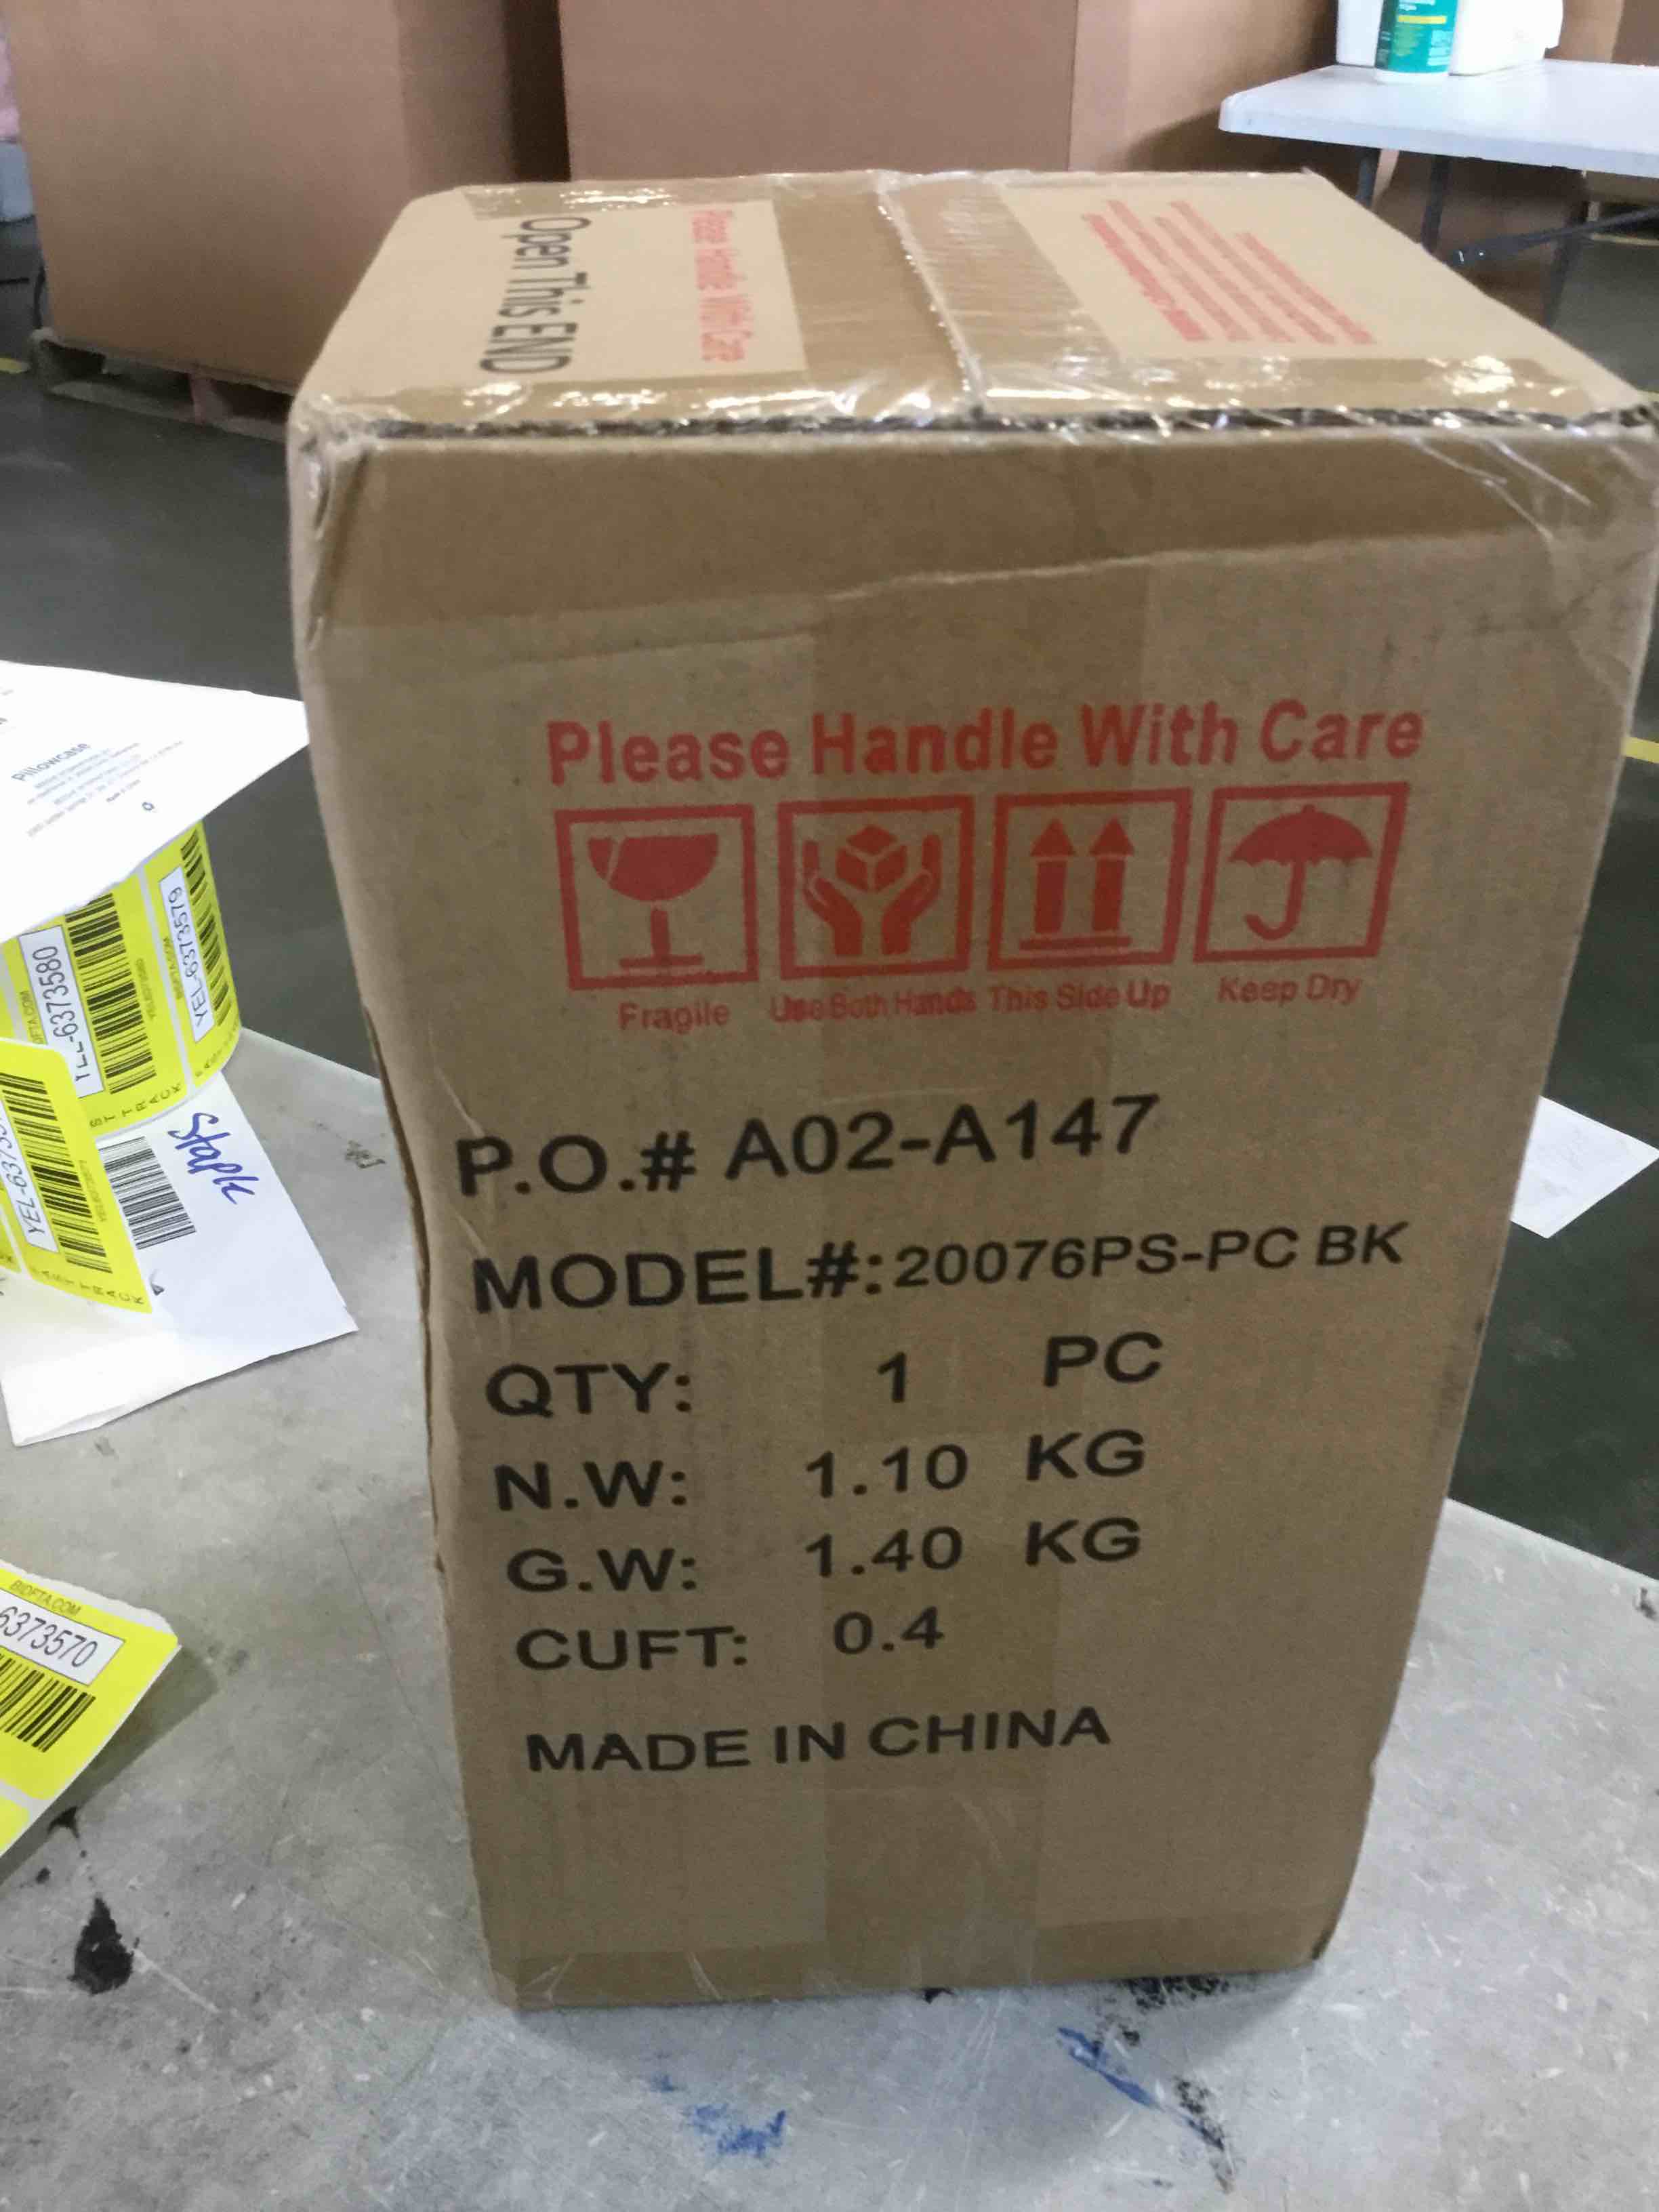 Open This END
Please Handle With Care
Please Handle With Care
Fragile Use Both Hands This Side Up Keep Dry
P.O.# A02-A147
MODEL#:20076PS-PC BK
QTY: 1 PC
N.W: 1.10 KG
G.W: 1.40 KG
CUFT: 0.4
MADE IN CHINA
Pillowcase
YEL-6373579
YEL-6373580
Staple
BIDFTA.COM
6373570